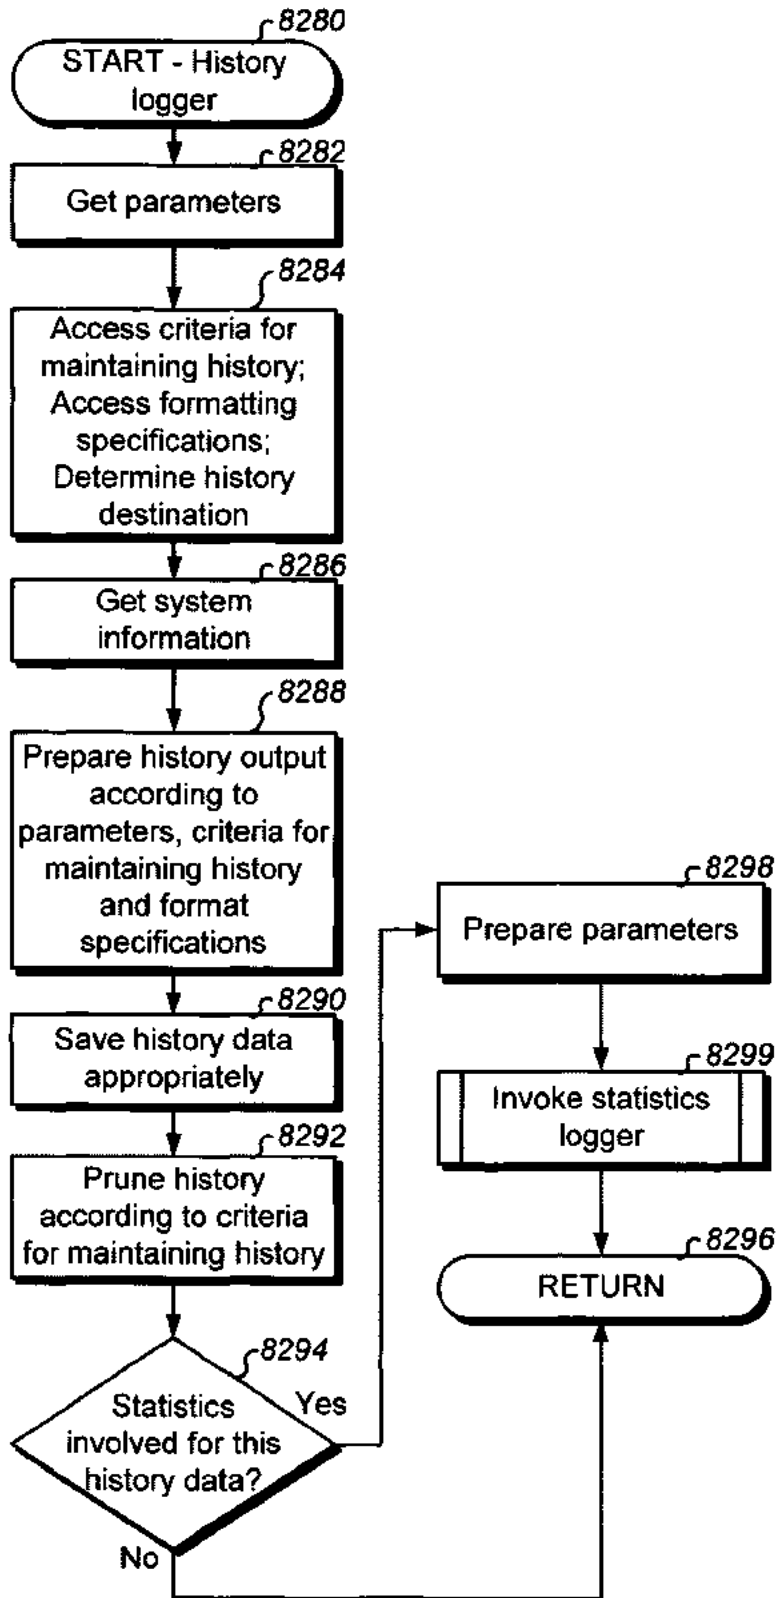 8280
START - History
logger
8282
Get parameters
8284
Access criteria for
maintaining history;
Access formatting
specifications;
Determine history
destination
8286
Get system
information
8288
Prepare history output
according to
parameters, criteria for
maintaining history
and format
specifications
8290
Save history data
appropriately
8292
Prune history
according to criteria
for maintaining history
8294
Statistics
involved for this
history data?
Yes
No
8298
Prepare parameters
8299
Invoke statistics
logger
8296
RETURN